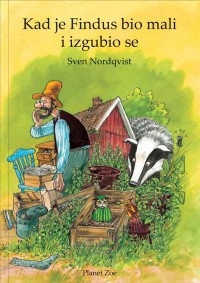 Kad je Findus bio mali
i izgubio se
Sven Nordqvist
Planet Zoe